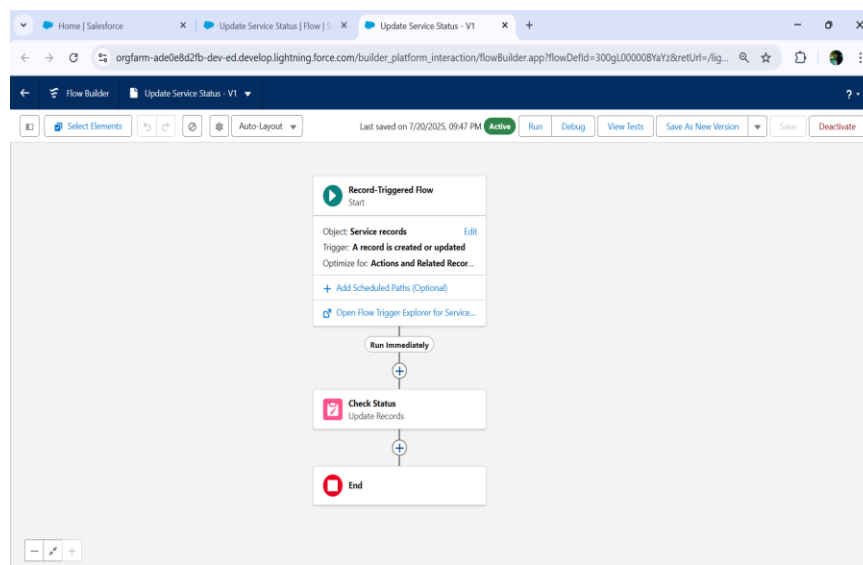 Home | Salesforce
Update Service Status | Flow | S
Update Service Status - V1
orgfarm-ade0e8d2fb-dev-ed.develop.lightning.force.com/builder_platform_interaction/flowBuilder.app?flowDefId=300gL00000BYaYz&retUrl=/lig...
Flow Builder
Update Service Status - V1
?
Select Elements
Auto-Layout
Last saved on 7/20/2025, 09:47 PM
Active
Run
Debug
View Tests
Save As New Version
Save
Deactivate
Record-Triggered Flow
Start
Object: Service records
Edit
Trigger: A record is created or updated
Optimize for: Actions and Related Recor...
Add Scheduled Paths (Optional)
Open Flow Trigger Explorer for Service...
Run Immediately
Check Status
Update Records
End